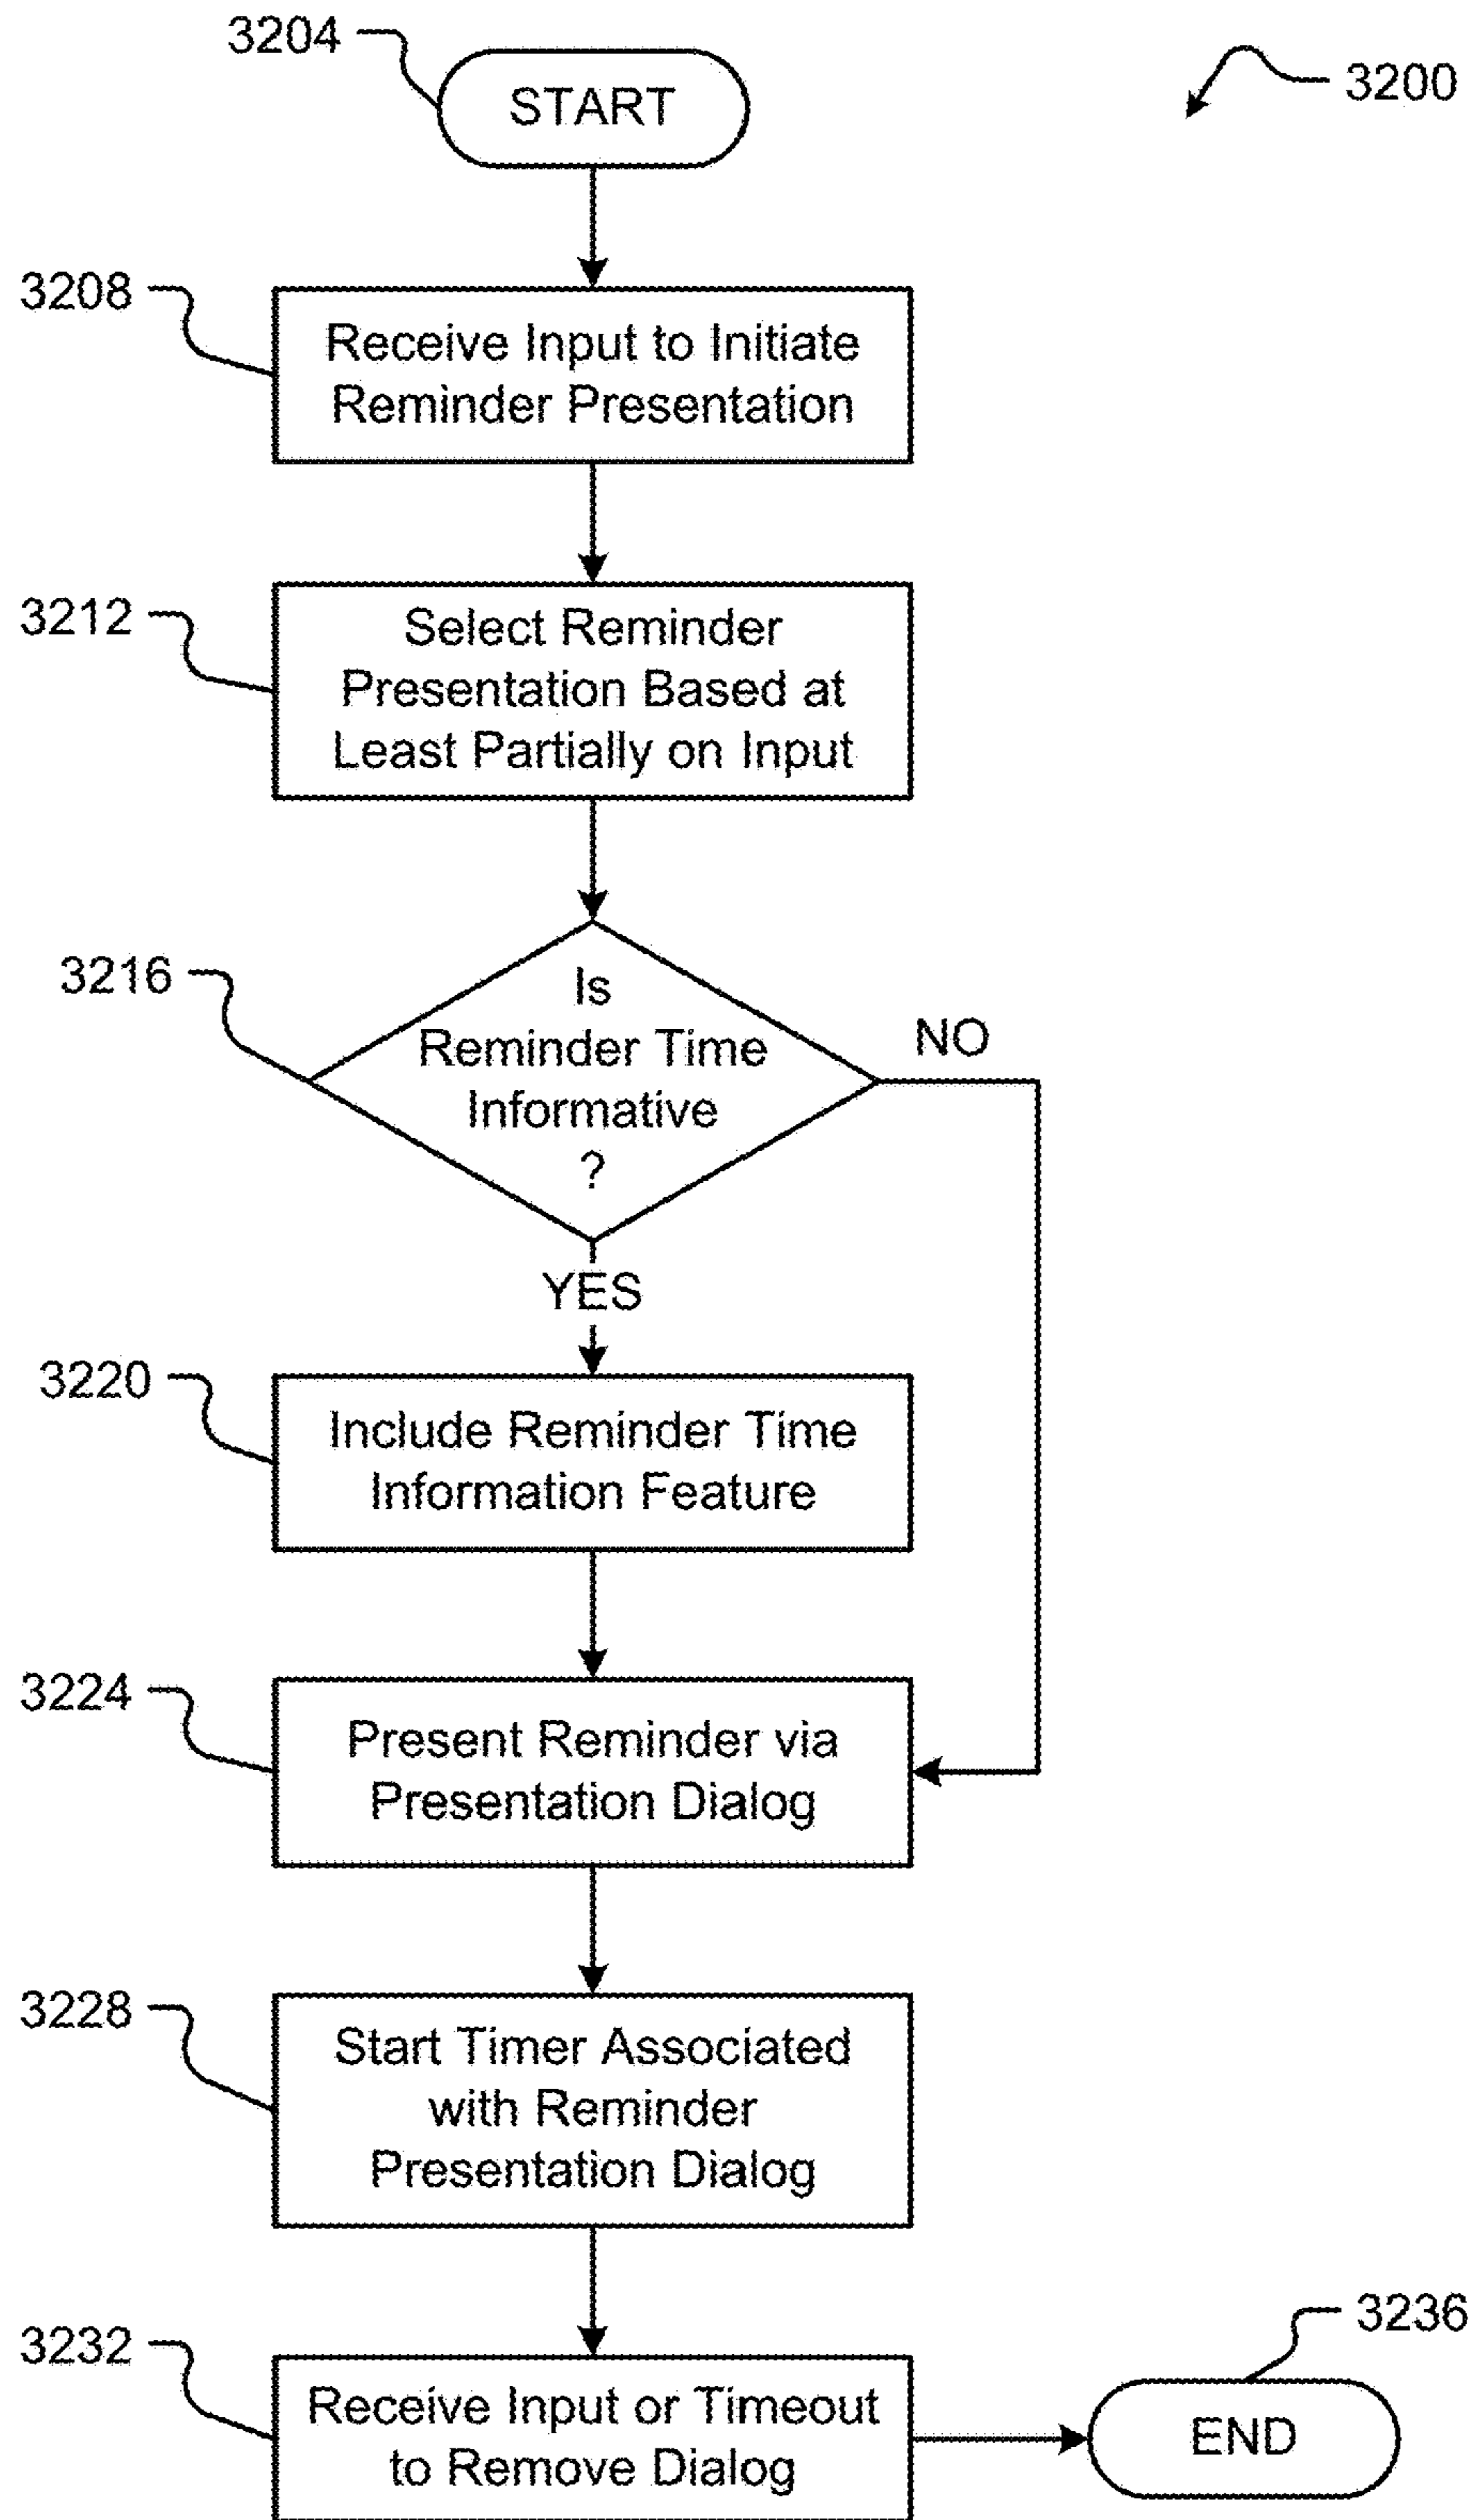 3204
START
3200
3208
Receive Input to Initiate
Reminder Presentation
3212
Select Reminder
Presentation Based at
Least Partially on Input
3216
Is
Reminder Time
Informative
?
NO
YES
3220
Include Reminder Time
Information Feature
3224
Present Reminder via
Presentation Dialog
3228
Start Timer Associated
with Reminder
Presentation Dialog
3232
Receive Input or Timeout
to Remove Dialog
3236
END